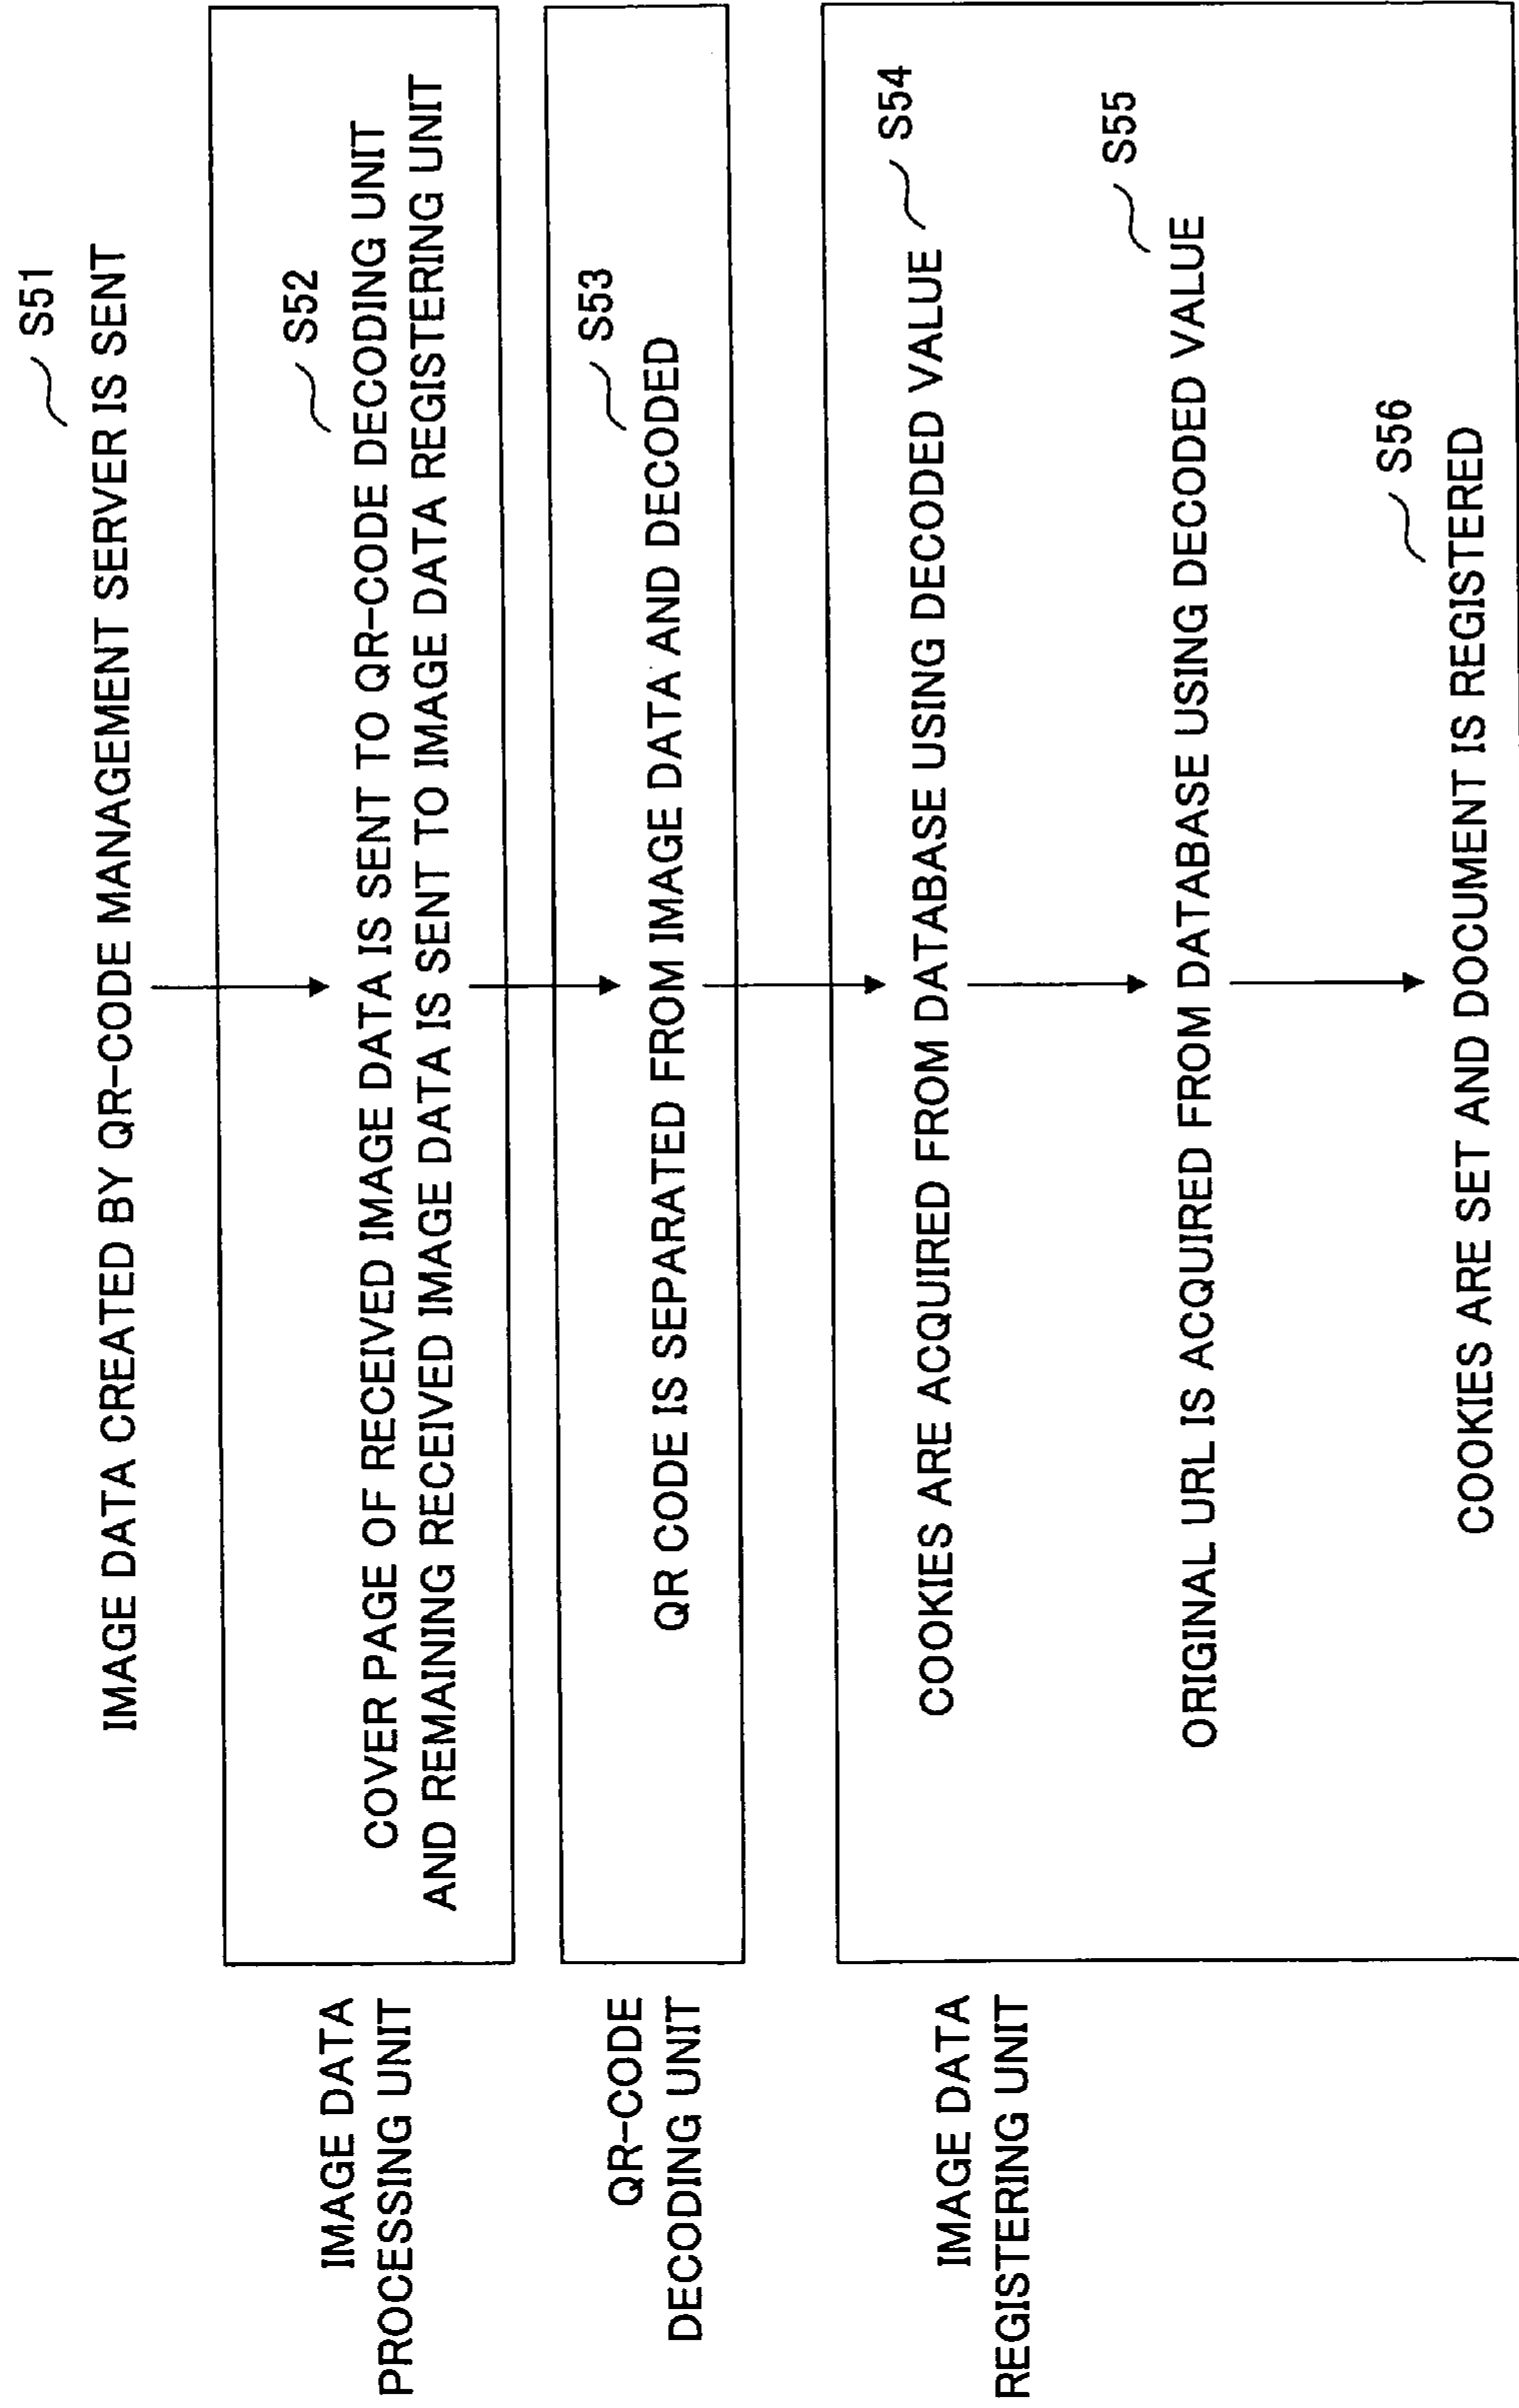 S51
IMAGE DATA CREATED BY QR-CODE MANAGEMENT SERVER IS SENT
IMAGE DATA
PROCESSING UNIT
S52
COVER PAGE OF RECEIVED IMAGE DATA IS SENT TO QR-CODE DECODING UNIT
AND REMAINING RECEIVED IMAGE DATA IS SENT TO IMAGE DATA REGISTERING UNIT
QR-CODE
DECODING UNIT
S53
QR CODE IS SEPARATED FROM IMAGE DATA AND DECODED
IMAGE DATA
REGISTERING UNIT
S54
COOKIES ARE ACQUIRED FROM DATABASE USING DECODED VALUE
S55
ORIGINAL URL IS ACQUIRED FROM DATABASE USING DECODED VALUE
S56
COOKIES ARE SET AND DOCUMENT IS REGISTERED